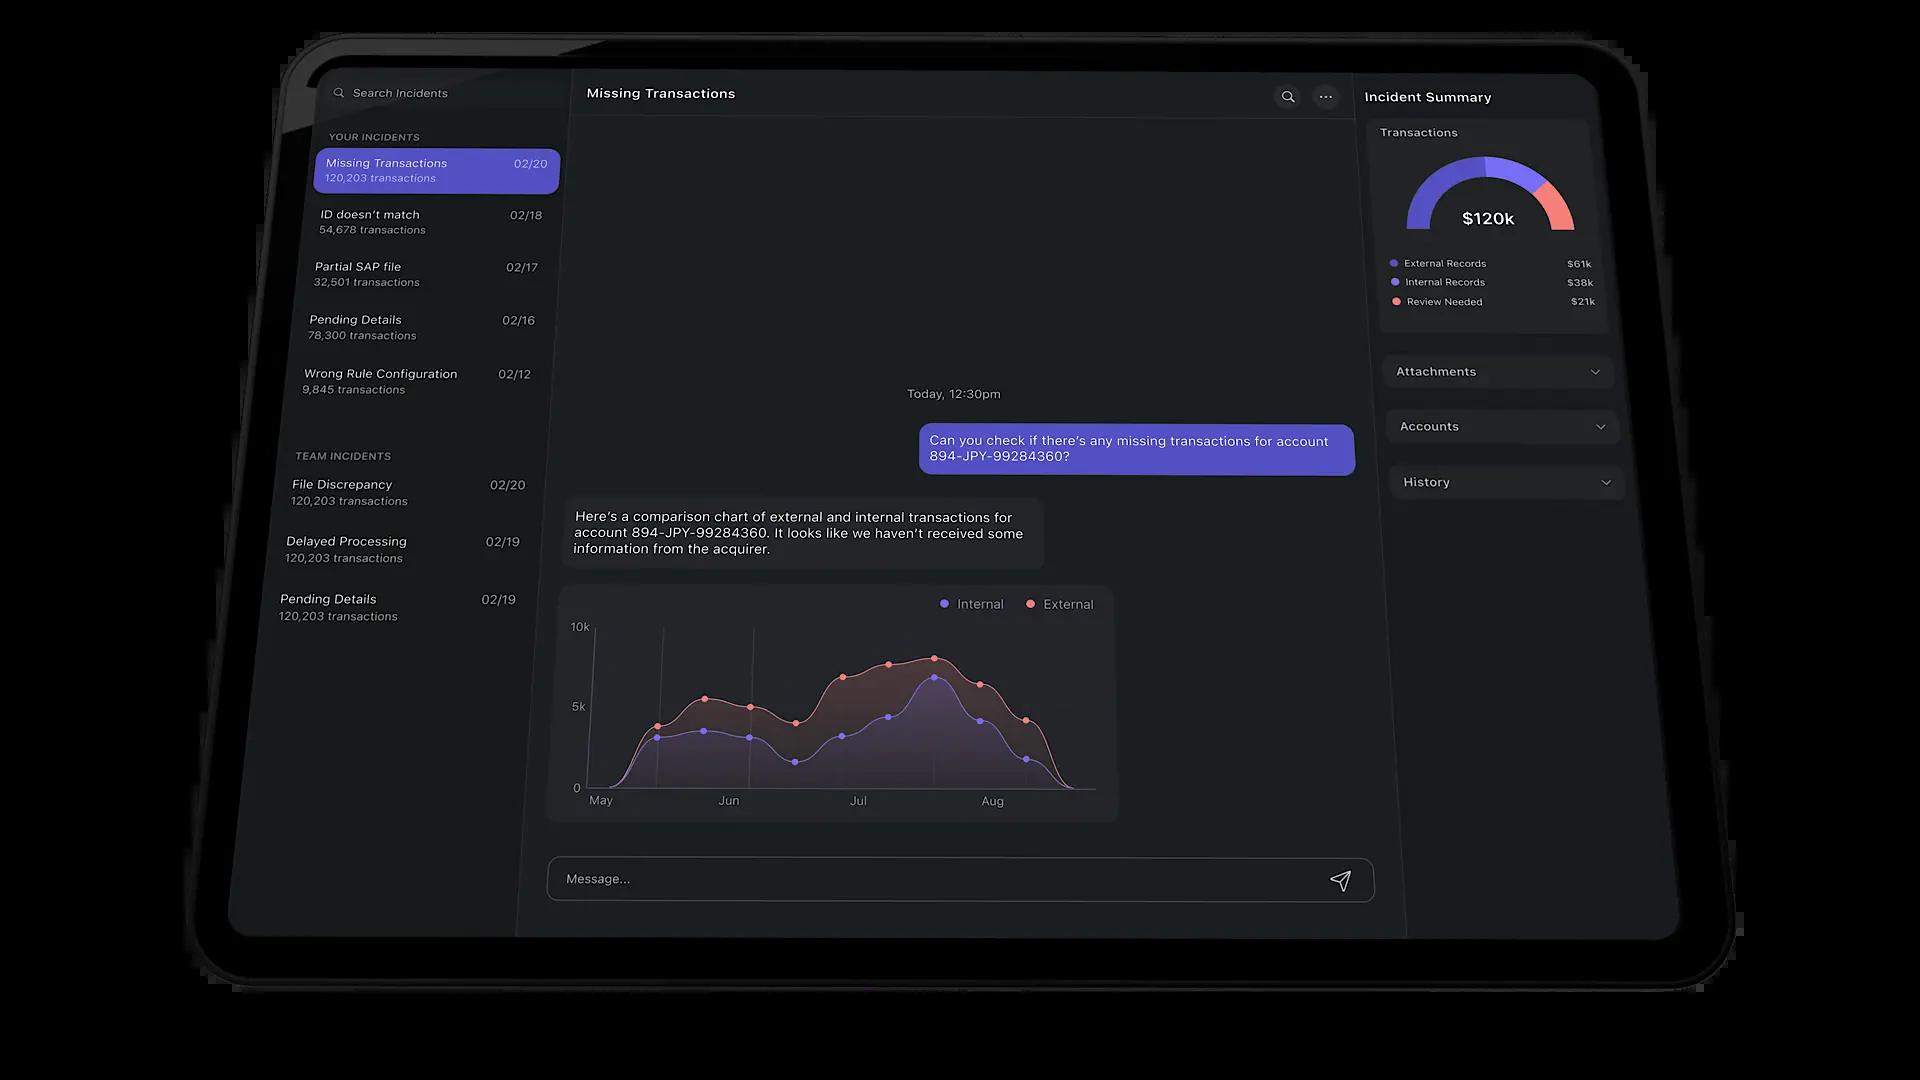 Search Incidents
YOUR INCIDENTS
Missing Transactions 02/20
120,203 transactions
ID doesn’t match 02/18
54,678 transactions
Partial SAP file 02/17
32,501 transactions
Pending Details 02/16
78,300 transactions
Wrong Rule Configuration 02/12
9,845 transactions
TEAM INCIDENTS
File Discrepancy 02/20
120,203 transactions
Delayed Processing 02/19
120,203 transactions
Pending Details 02/19
120,203 transactions
Missing Transactions
Today, 12:30pm
Can you check if there’s any missing transactions for account
894-JPY-99284360?
Here’s a comparison chart of external and internal transactions for
account 894-JPY-99284360. It looks like we haven’t received some
information from the acquirer.
Internal External
10k
5k
0
May Jun Jul Aug
Message...
Incident Summary
Transactions
$120k
External Records $61k
Internal Records $38k
Review Needed $21k
Attachments
Accounts
History